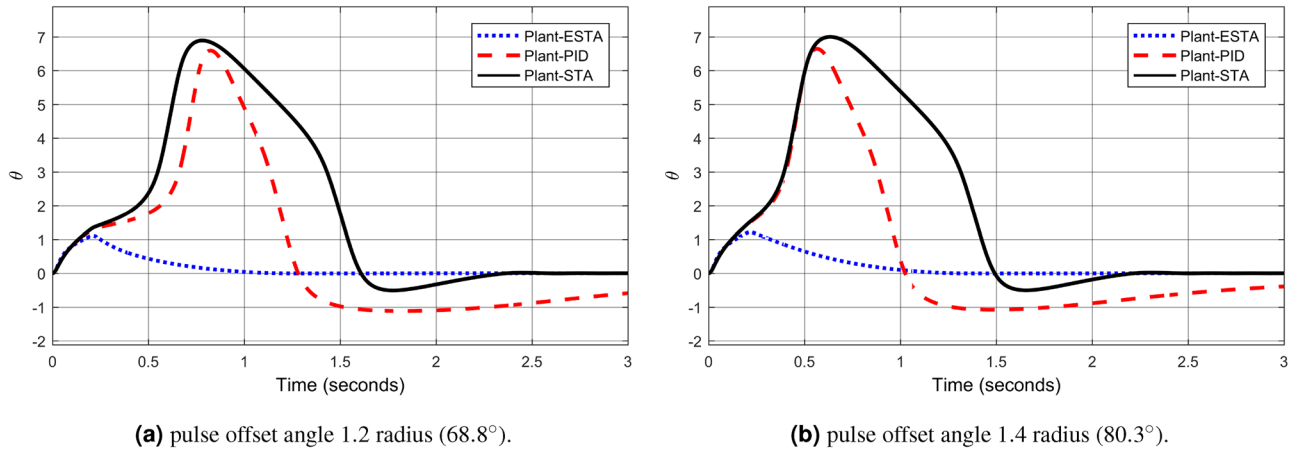 7
6
5
4
3
2
1
0
-1
-2
θ
0
0.5
1
1.5
2
2.5
3
Time (seconds)
Plant-ESTA
Plant-PID
Plant-STA
(a) pulse offset angle 1.2 radius (68.8°).
7
6
5
4
3
2
1
0
-1
-2
θ
0
0.5
1
1.5
2
2.5
3
Time (seconds)
Plant-ESTA
Plant-PID
Plant-STA
(b) pulse offset angle 1.4 radius (80.3°).